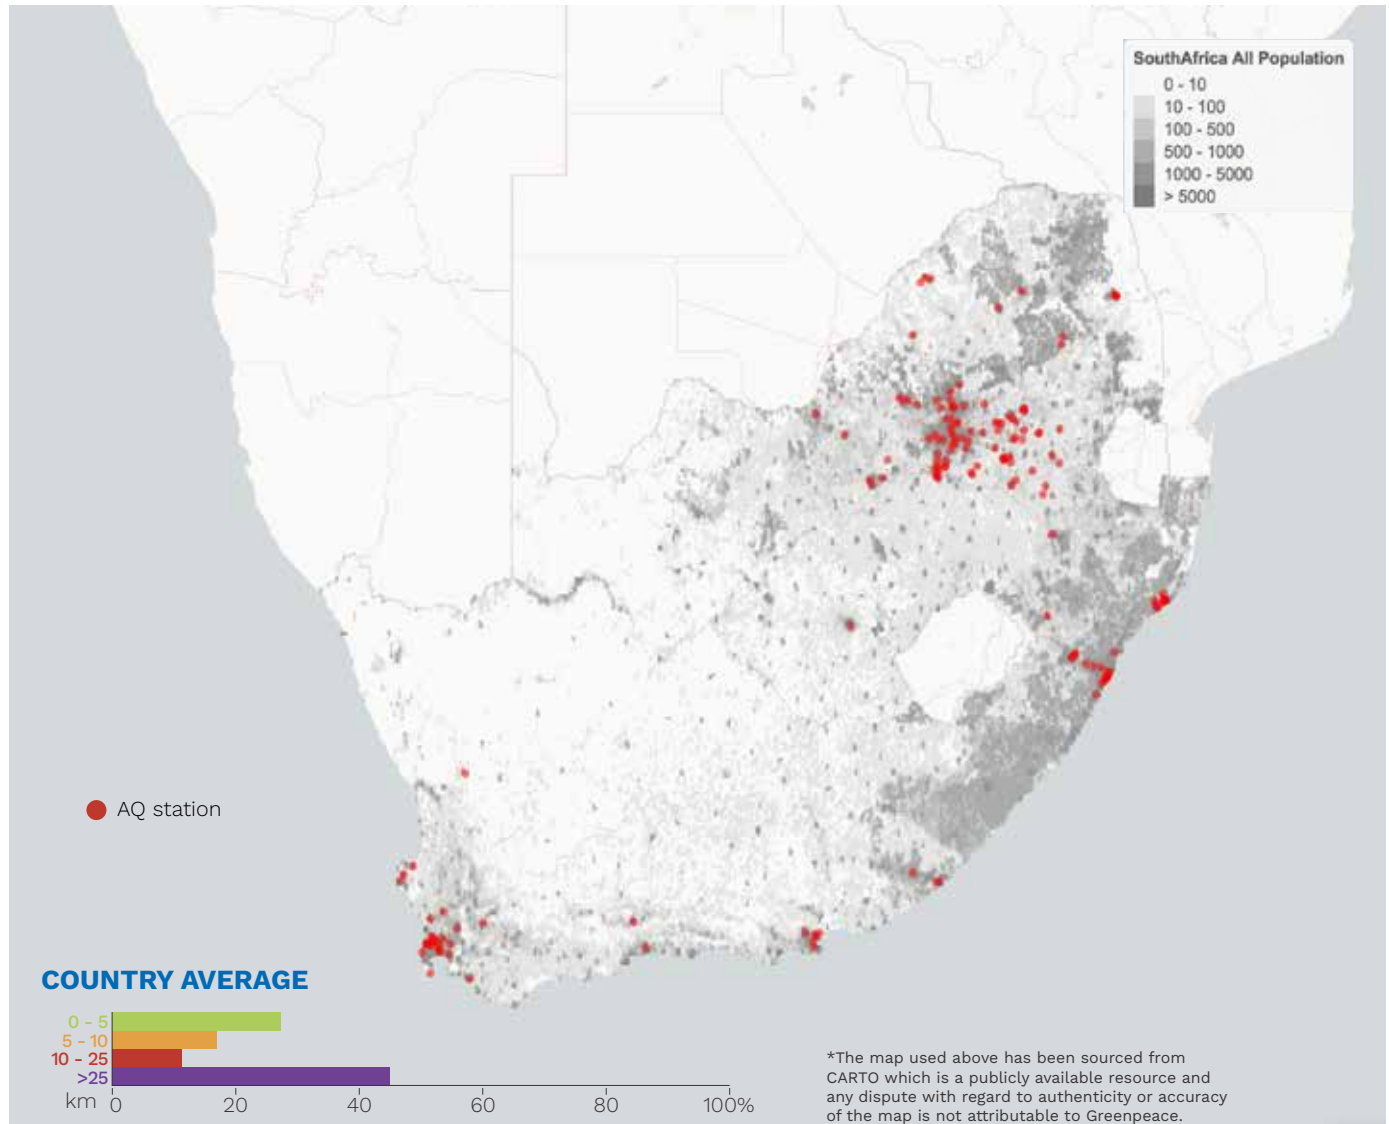 SouthAfrica All Population
0 - 10
10 - 100
100 - 500
500 - 1000
1000 - 5000
> 5000
AQ station
COUNTRY AVERAGE
0 - 5
5 - 10
10 - 25
>25
km 0 20 40 60 80 100%
*The map used above has been sourced from
CARTO which is a publicly available resource and
any dispute with regard to authenticity or accuracy
of the map is not attributable to Greenpeace.